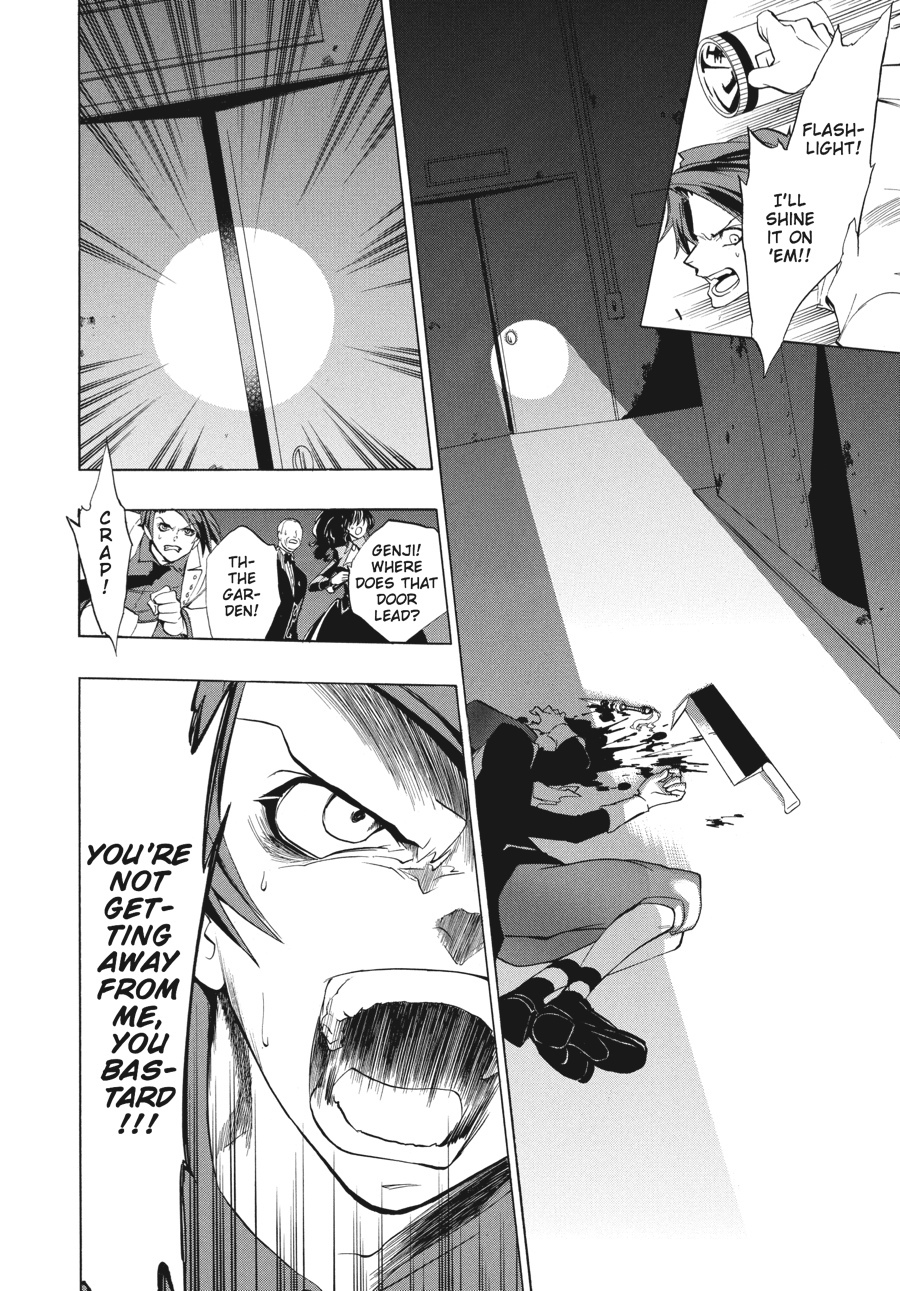 FLASH-
LIGHT!
I'LL
SHINE
IT ON
'EM!!
GENJI!
WHERE
DOES THAT
DOOR
LEAD?
TH-
THE
GAR-
DEN!
CRAP!
YOU'RE
NOT
GET-
TING
AWAY
FROM
ME,
YOU
BAS-
TARD
!!!